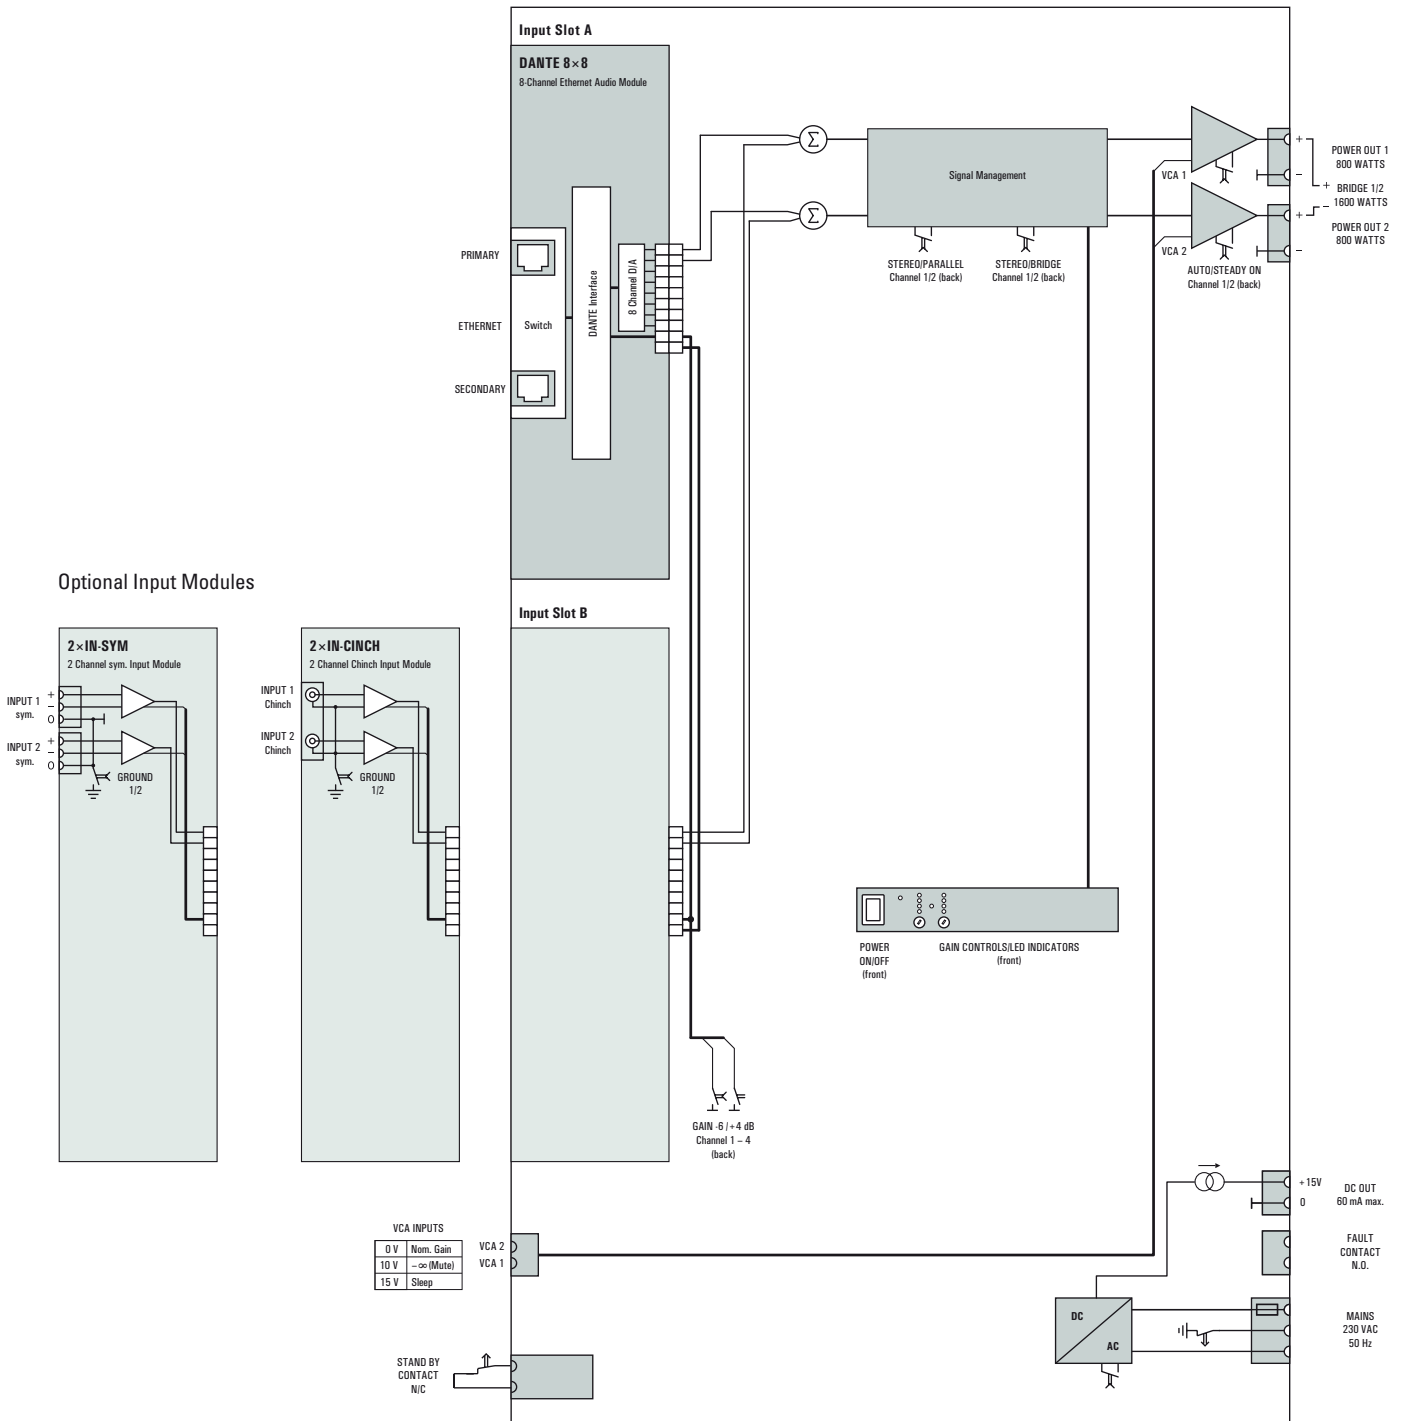 Input Slot A
DANTE 8×8
8-Channel Ethernet Audio Module
PRIMARY
ETHERNET
SECONDARY
Switch
DANTE Interface
8 Channel D/A
Σ
Σ
Signal Management
STEREO/PARALLEL
Channel 1/2 (back)
STEREO/BRIDGE
Channel 1/2 (back)
VCA 1
VCA 2
AUTO/STEADY ON
Channel 1/2 (back)
+
−
+
−
POWER OUT 1
800 WATTS
+ BRIDGE 1/2
− 1600 WATTS
POWER OUT 2
800 WATTS
Optional Input Modules
2×IN-SYM
2 Channel sym. Input Module
INPUT 1
sym.
+
−
0
INPUT 2
sym.
+
−
0
GROUND
1/2
2×IN-CINCH
2 Channel Chinch Input Module
INPUT 1
Chinch
INPUT 2
Chinch
GROUND
1/2
Input Slot B
POWER
ON/OFF
(front)
GAIN CONTROLS/LED INDICATORS
(front)
GAIN -6 /+4 dB
Channel 1 – 4
(back)
VCA INPUTS
0 V Nom. Gain
10 V −∞ (Mute)
15 V Sleep
VCA 2
VCA 1
STAND BY
CONTACT
N/C
+15V
0
DC OUT
60 mA max.
FAULT
CONTACT
N.O.
DC
AC
MAINS
230 VAC
50 Hz